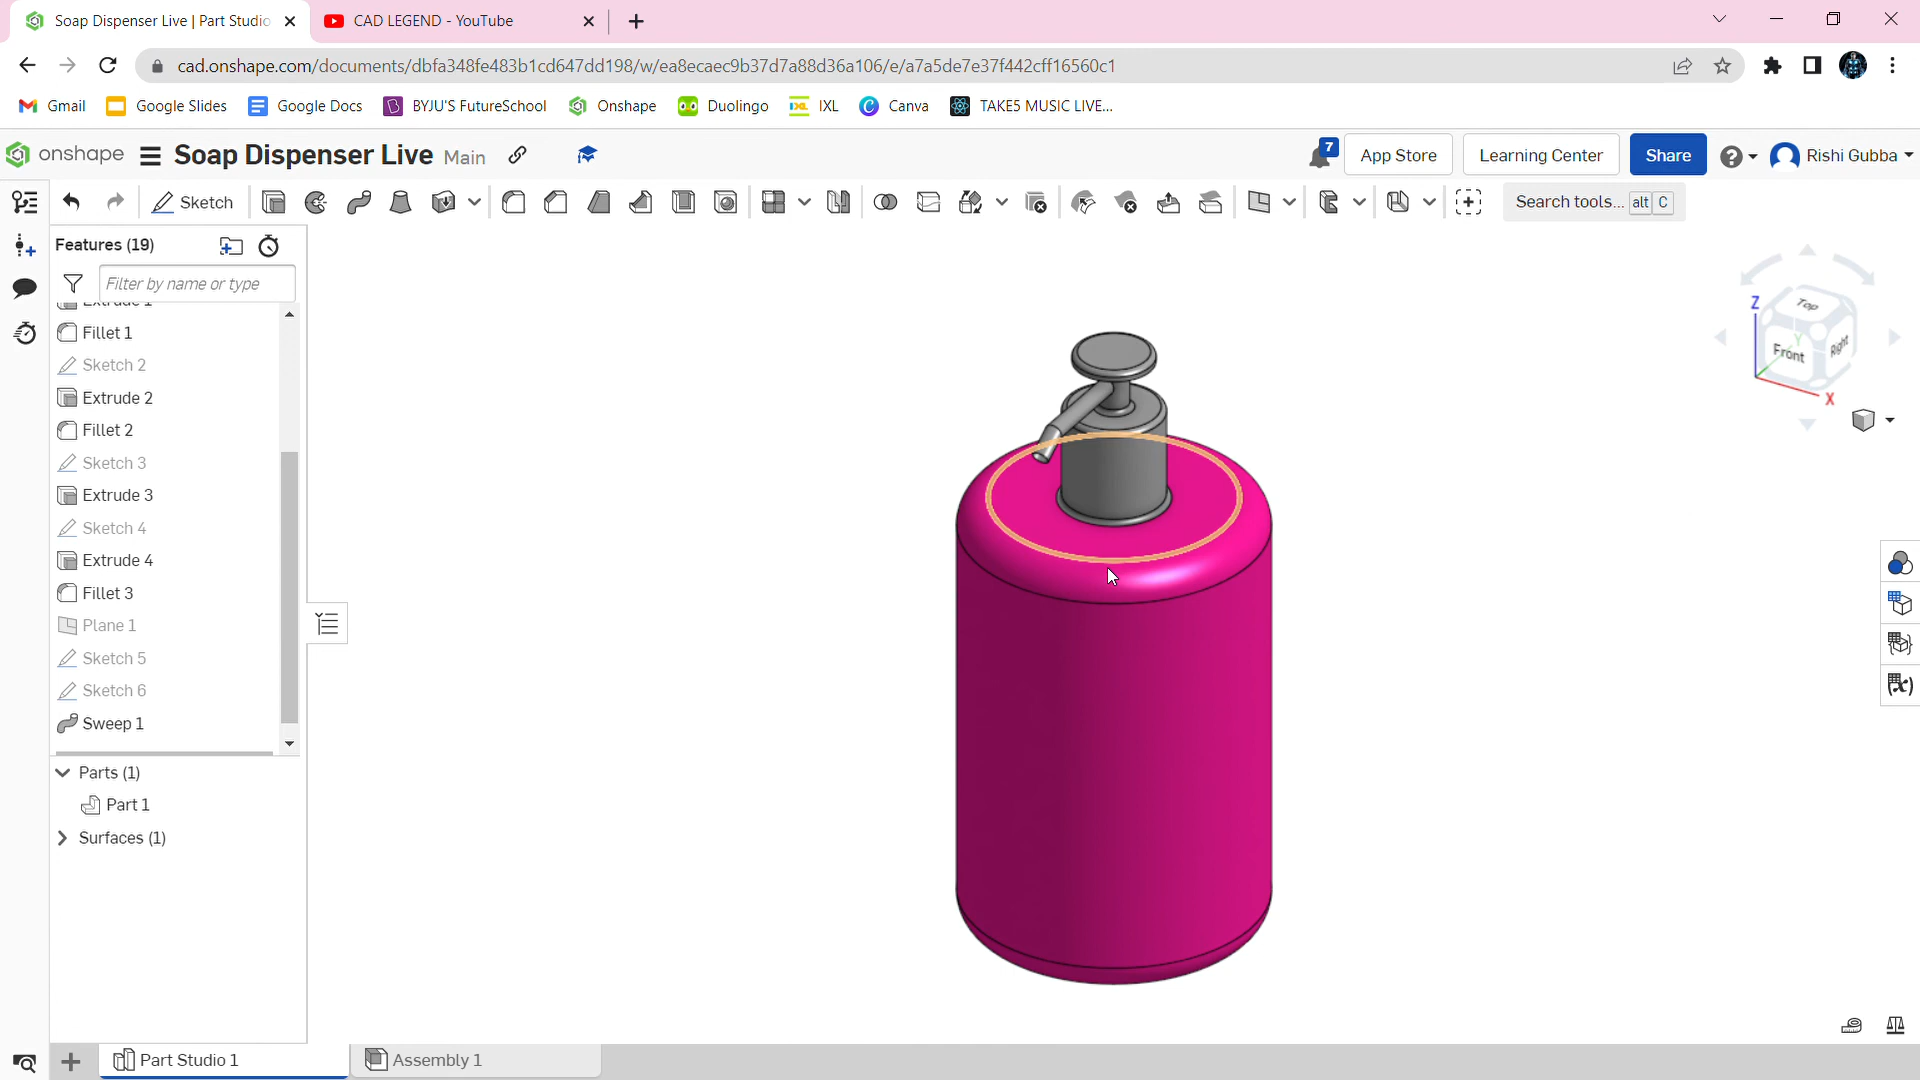 Soap Dispenser Live | Part Studio
CAD LEGEND - YouTube
cad.onshape.com/documents/dbfa348fe483b1cd647dd198/w/ea8ecaec9b37d7a88d36a106/e/a7a5de7e37f442cff16560c1
Gmail
Google Slides
Google Docs
BYJU'S FutureSchool
Onshape
Duolingo
IXL
Canva
TAKE5 MUSIC LIVE...
onshape
Soap Dispenser Live Main
7
App Store
Learning Center
Share
Rishi Gubba
Sketch
Search tools... alt C
Features (19)
Filter by name or type
Extrude 1
Fillet 1
Sketch 2
Extrude 2
Fillet 2
Sketch 3
Extrude 3
Sketch 4
Extrude 4
Fillet 3
Plane 1
Sketch 5
Sketch 6
Sweep 1
Parts (1)
Part 1
Surfaces (1)
Z
Top
Y
Front
Right
X
Part Studio 1
Assembly 1